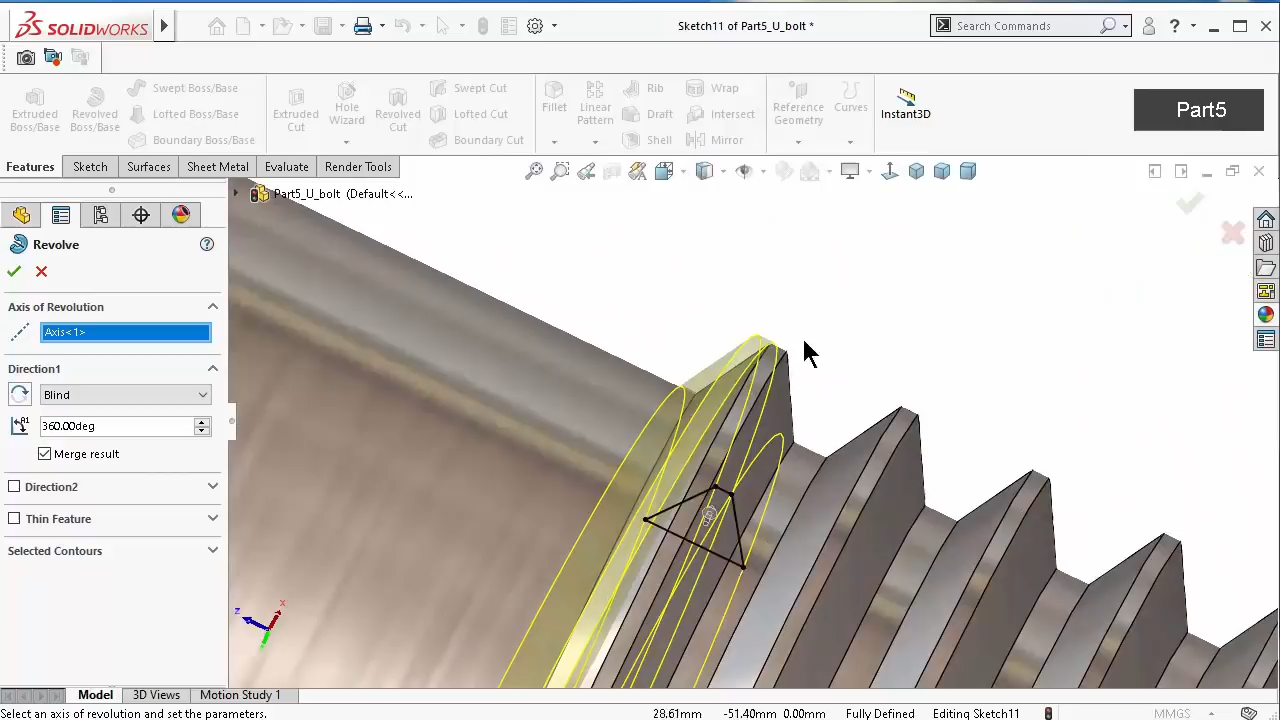 SOLIDWORKS
Sketch11 of Part5_U_bolt *
Search Commands
?
Extruded Boss/Base
Revolved Boss/Base
Swept Boss/Base
Lofted Boss/Base
Boundary Boss/Base
Extruded Cut
Hole Wizard
Revolved Cut
Swept Cut
Lofted Cut
Boundary Cut
Fillet
Linear Pattern
Rib
Draft
Shell
Wrap
Intersect
Mirror
Reference Geometry
Curves
Instant3D
Part5
Features
Sketch
Surfaces
Sheet Metal
Evaluate
Render Tools
Part5_U_bolt (Default<<...
Revolve
?
Axis of Revolution
Axis<1>
Direction1
Blind
360.00deg
Merge result
Direction2
Thin Feature
Selected Contours
z
x
y
Model
3D Views
Motion Study 1
Select an axis of revolution and set the parameters.
28.61mm
-51.40mm
0.00mm
Fully Defined
Editing Sketch11
MMGS